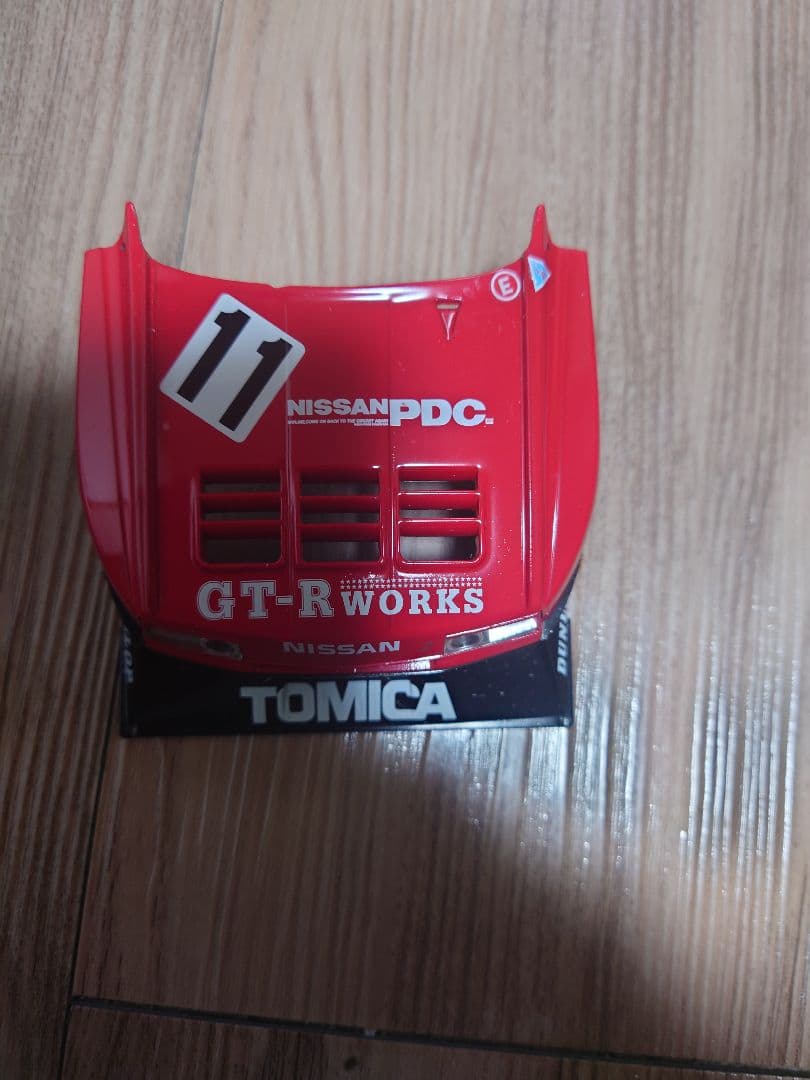 E
11
NISSAN PDC
GT-R WORKS
NISSAN
TOMICA